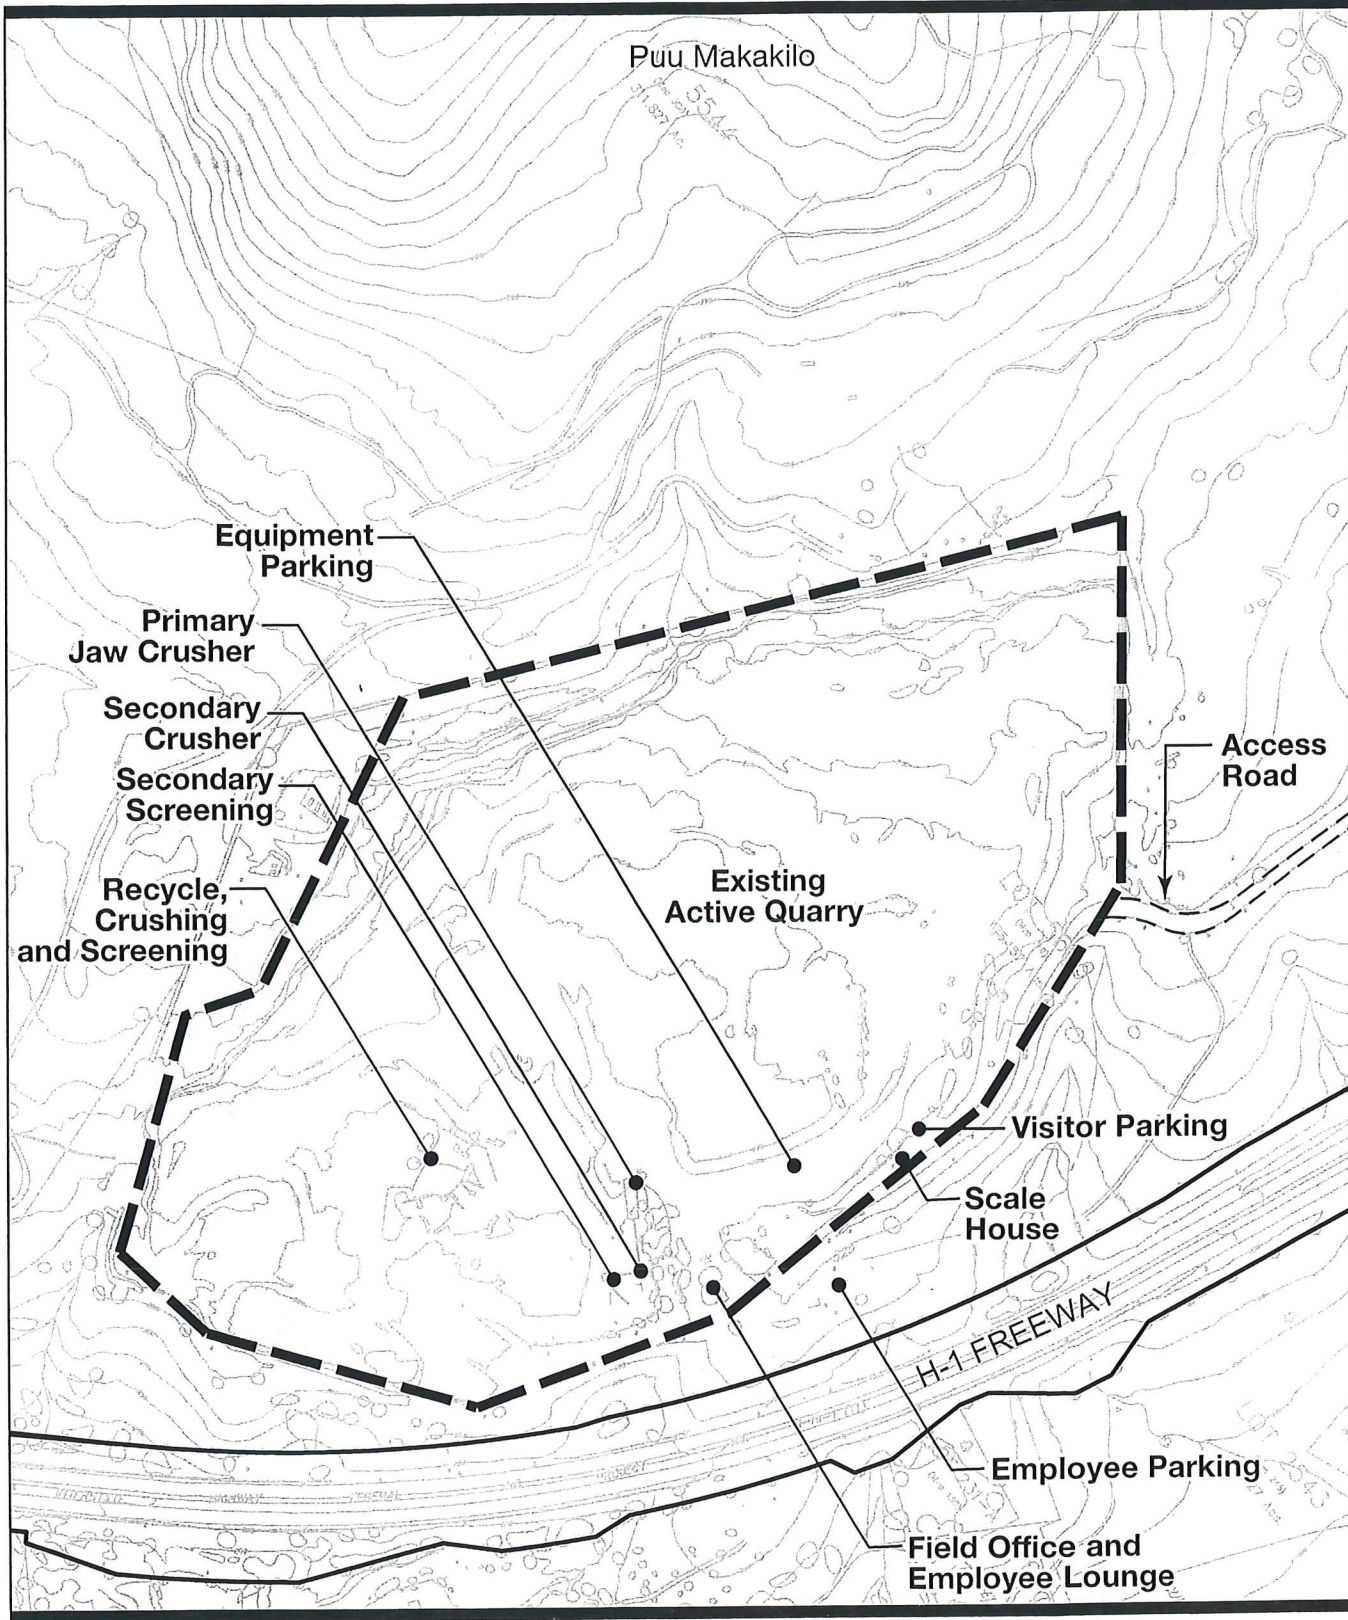 Puu Makakilo
Equipment
Parking
Primary
Jaw Crusher
Secondary
Crusher
Secondary
Screening
Recycle,
Crushing
and Screening
Existing
Active Quarry
Access
Road
Visitor Parking
Scale
House
H-1 FREEWAY
Employee Parking
Field Office and
Employee Lounge